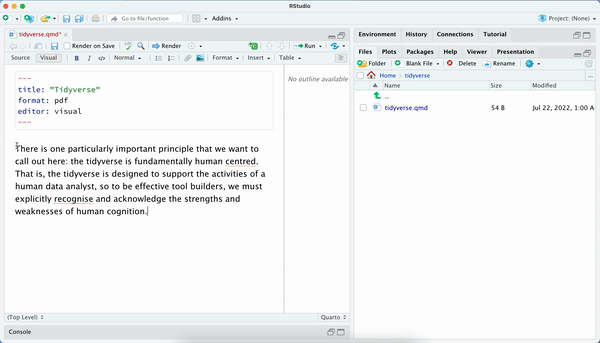 RStudio
Go to file/function
Addins
Project: (None)
tidyverse.qmd*
Render on Save
Render
Run
Source
Visual
B
I
Normal
Format
Insert
Table
---
title: "Tidyverse"
format: pdf
editor: visual
---
There is one particularly important principle that we want to
call out here: the tidyverse is fundamentally human centred.
That is, the tidyverse is designed to support the activities of a
human data analyst, so to be effective tool builders, we must
explicitly recognise and acknowledge the strengths and
weaknesses of human cognition.
No outline available
(Top Level)
Quarto
Console
Environment
History
Connections
Tutorial
Files
Plots
Packages
Help
Viewer
Presentation
Folder
Blank File
Delete
Rename
Home
tidyverse
...
Name
Size
Modified
..
tidyverse.qmd
54 B
Jul 22, 2022, 1:00 A